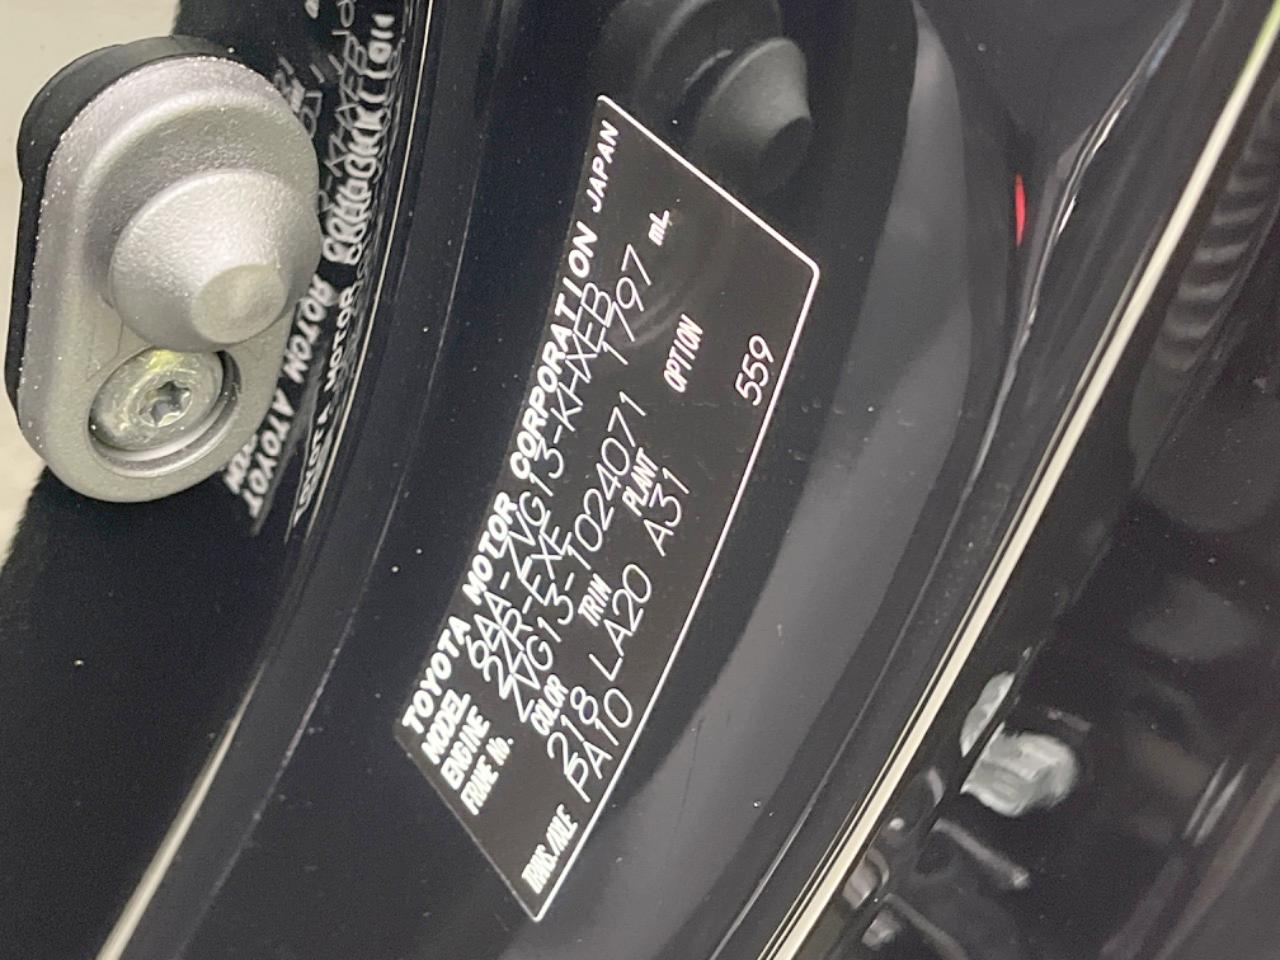 TOYOTA MOTOR CORPORATION JAPAN
MODEL 6AA-ZVG13-KHXEB
ENGINE 2ZR-FXE 1797 mL
FRAME No. ZVG13-1024071
COLOR TRIM PLANT OPTION
218 LA20 A31
TRANS./AXLE PA10 559